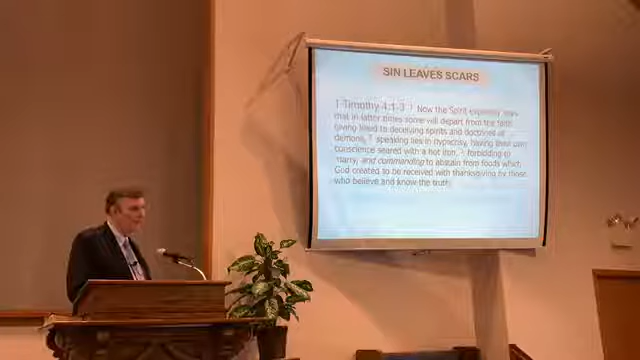 SIN LEAVES SCARS
1 Timothy 4:1-3 1 Now the Spirit expressly says
that in latter times some will depart from the faith,
giving heed to deceiving spirits and doctrines of
demons, 2 speaking lies in hypocrisy, having their own
conscience seared with a hot iron, 3 forbidding to
marry, and commanding to abstain from foods which
God created to be received with thanksgiving by those
who believe and know the truth.